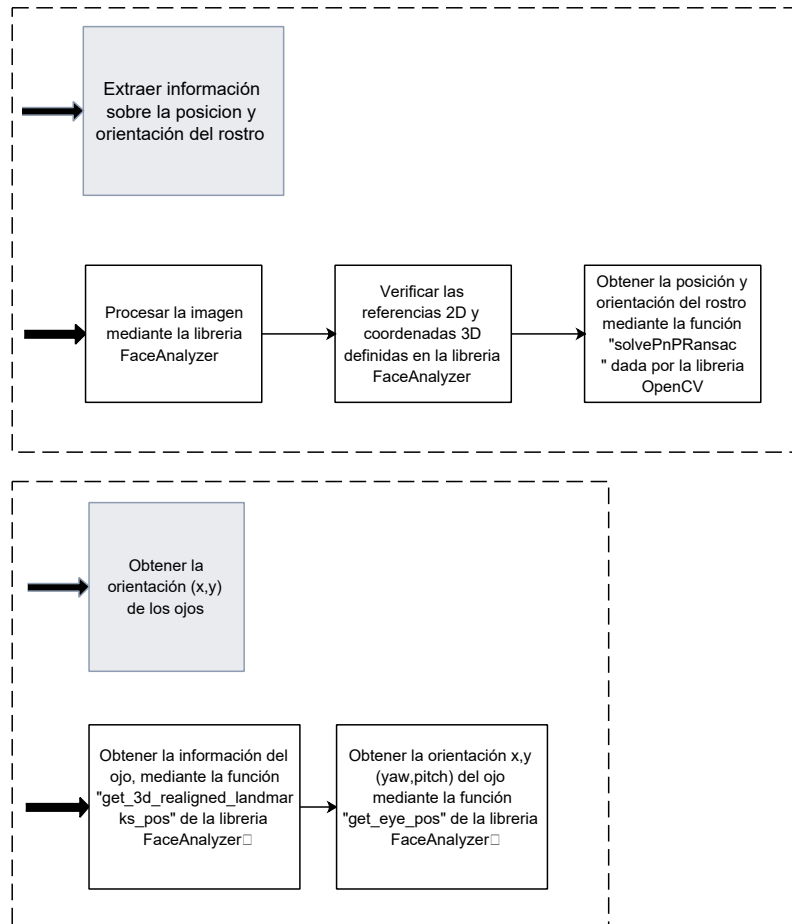 Extraer información
sobre la posicion y
orientación del rostro
Procesar la imagen
mediante la libreria
FaceAnalyzer
Verificar las
referencias 2D y
coordenadas 3D
definidas en la libreria
FaceAnalyzer
Obtener la posición y
orientación del rostro
mediante la función
"solvePnPRansac
" dada por la libreria
OpenCV
Obtener la
orientación (x,y)
de los ojos
Obtener la información del
ojo, mediante la función
"get_3d_realigned_landmar
ks_pos" de la libreria
FaceAnalyzer□
Obtener la orientación x,y
(yaw,pitch) del ojo
mediante la función
"get_eye_pos" de la libreria
FaceAnalyzer□